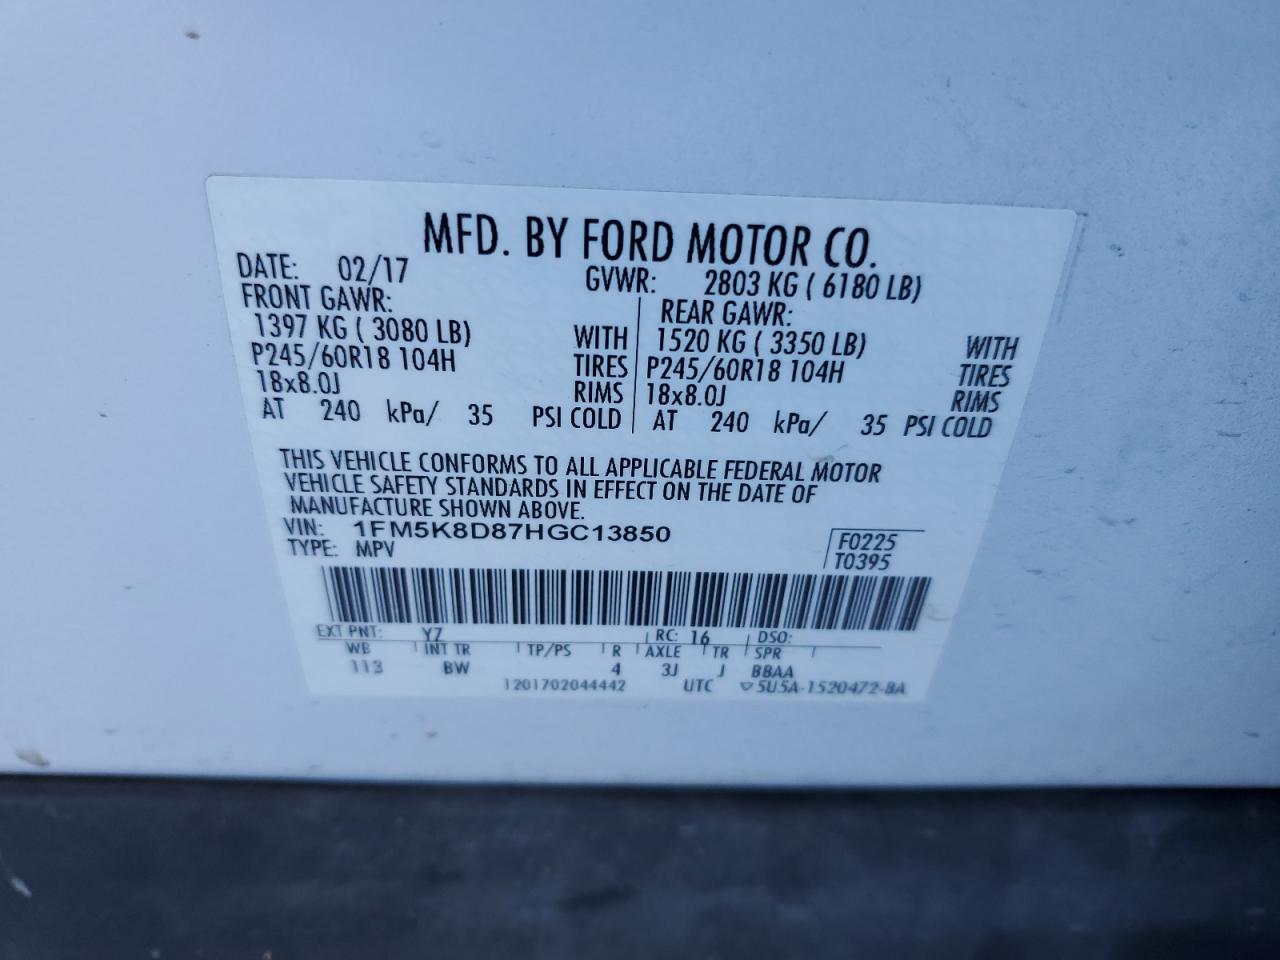 MFD. BY FORD MOTOR CO.
DATE: 02/17 GVWR: 2803 KG ( 6180 LB)
FRONT GAWR: REAR GAWR:
1397 KG ( 3080 LB) WITH 1520 KG ( 3350 LB) WITH
P245/60R18 104H TIRES P245/60R18 104H TIRES
18x8.0J RIMS 18x8.0J RIMS
AT 240 kPa/ 35 PSI COLD AT 240 kPa/ 35 PSI COLD
THIS VEHICLE CONFORMS TO ALL APPLICABLE FEDERAL MOTOR
VEHICLE SAFETY STANDARDS IN EFFECT ON THE DATE OF
MANUFACTURE SHOWN ABOVE.
VIN: 1FM5K8D87HGC13850 F0225
TYPE: MPV T0395
EXT PNT: YZ RC: 16 DSO:
WB INT TR TP/PS R AXLE TR SPR
113 BW 4 3J J BBAA
1201702044442 UTC ▽5U5A-1520472-BA